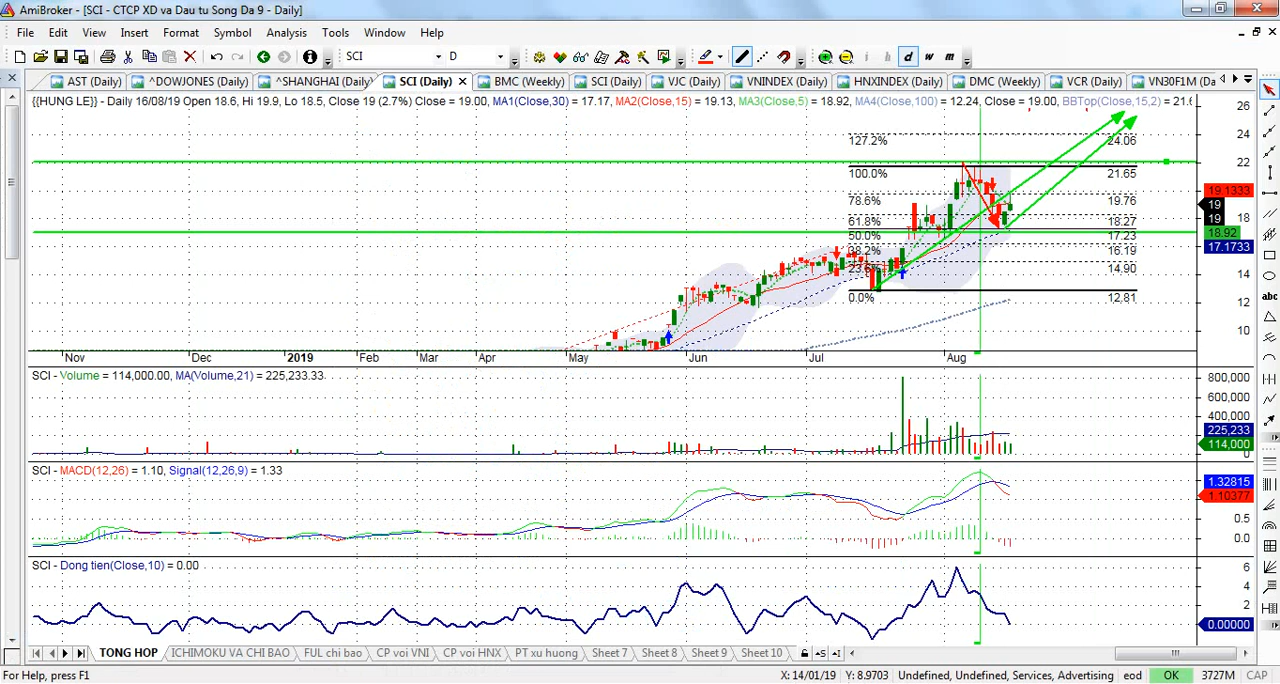 AmiBroker - [SCI - CTCP XD va Dau tu Song Da 9 - Daily]
File Edit View Insert Format Symbol Analysis Tools Window Help
SCI D d w m
AST (Daily) ^DOWJONES (Daily) ^SHANGHAI (Daily) SCI (Daily) BMC (Weekly) SCI (Daily) VJC (Daily) VNINDEX (Daily) HNXINDEX (Daily) DMC (Weekly) VCR (Daily) VN30F1M (Da
{{HUNG LE}} - Daily 16/08/19 Open 18.6, Hi 19.9, Lo 18.5, Close 19 (2.7%) Close = 19.00, MA1(Close,30) = 17.17, MA2(Close,15) = 19.13, MA3(Close,5) = 18.92, MA4(Close,100) = 12.24, Close = 19.00, BBTop(Close,15,2) = 21.6
26
24
127.2% 24.06
22
100.0% 21.65
19.1333
78.6% 19.76
19
19
61.8% 18.27 18
50.0% 17.23 18.92
17.1733
38.2% 16.19
23.6% 14.90 14
0.0% 12.81
12
10
Nov Dec 2019 Feb Mar Apr May Jun Jul Aug
SCI - Volume = 114,000.00, MA(Volume,21) = 225,233.33
800,000
600,000
400,000
225,233
114,000
0
SCI - MACD(12,26) = 1.10, Signal(12,26,9) = 1.33
1.32815
1.10377
0.5
0.0
SCI - Dong tien(Close,10) = 0.00
6
4
2
0.00000
TONG HOP ICHIMOKU VA CHI BAO FUL chi bao CP voi VNI CP voi HNX PT xu huong Sheet 7 Sheet 8 Sheet 9 Sheet 10
For Help, press F1 X: 14/01/19 Y: 8.9703 Undefined, Undefined, Services, Advertising eod OK 3727M CAP
abc